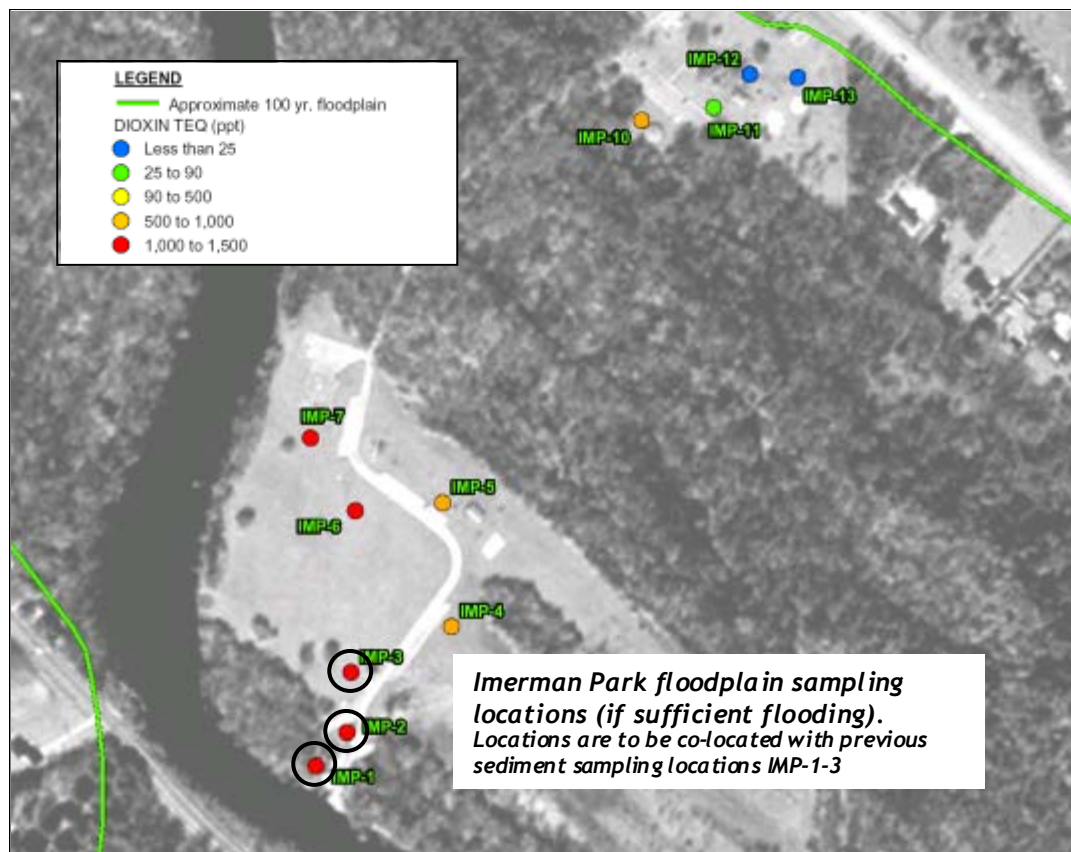 LEGEND
Approximate 100 yr. floodplain
DIOXIN TEQ (ppt)
Less than 25
25 to 90
90 to 500
500 to 1,000
1,000 to 1,500
IMP-12
IMP-13
IMP-10
IMP-11
IMP-7
IMP-5
IMP-6
IMP-4
IMP-3
IMP-2
IMP-1
Imerman Park floodplain sampling
locations (if sufficient flooding).
Locations are to be co-located with previous
sediment sampling locations IMP-1-3